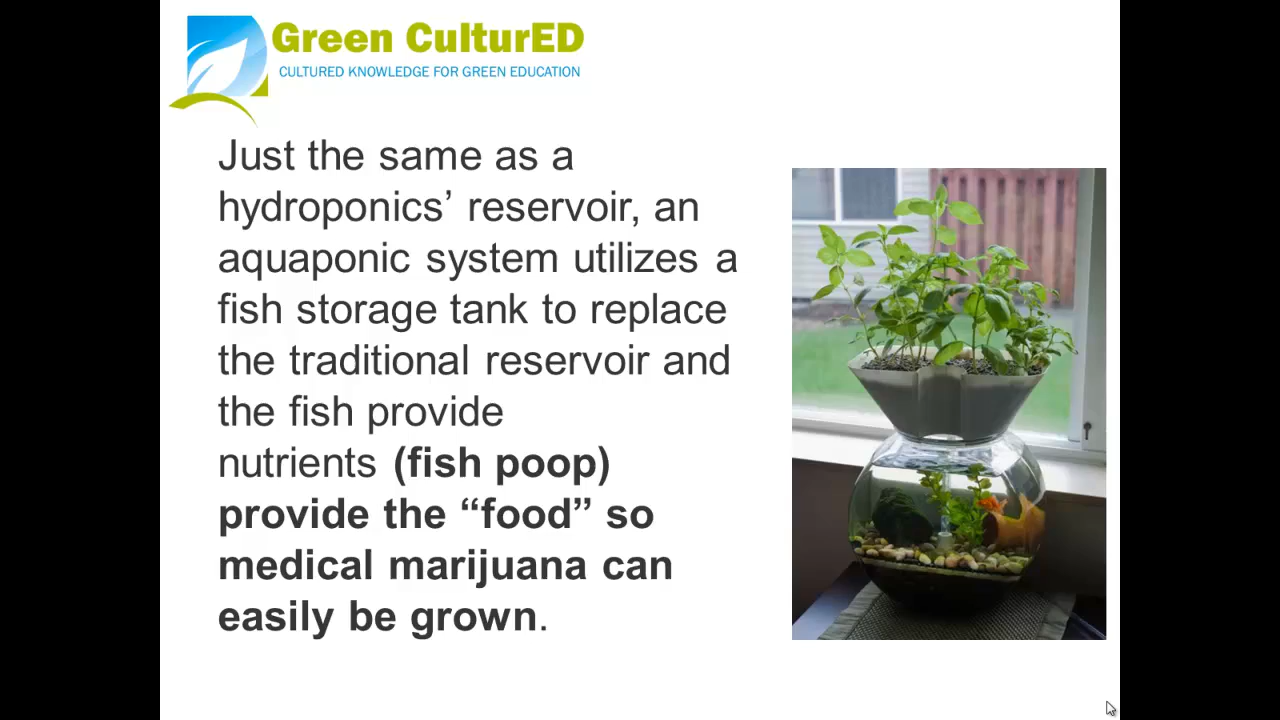 Green CulturED
CULTURED KNOWLEDGE FOR GREEN EDUCATION
Just the same as a
hydroponics’ reservoir, an
aquaponic system utilizes a
fish storage tank to replace
the traditional reservoir and
the fish provide
nutrients (fish poop)
provide the “food” so
medical marijuana can
easily be grown.